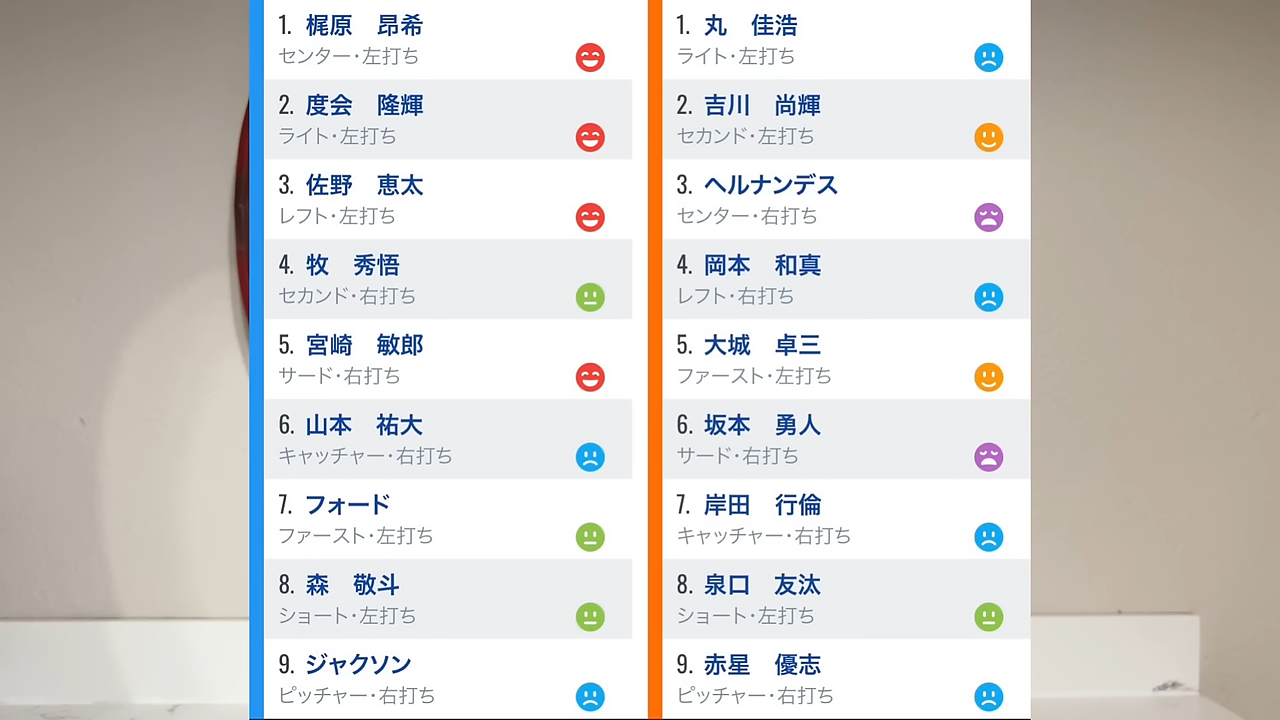 1. 梶原 昂希
センター・左打ち
2. 度会 隆輝
ライト・左打ち
3. 佐野 恵太
レフト・左打ち
4. 牧 秀悟
セカンド・右打ち
5. 宮崎 敏郎
サード・右打ち
6. 山本 祐大
キャッチャー・右打ち
7. フォード
ファースト・左打ち
8. 森 敬斗
ショート・左打ち
9. ジャクソン
ピッチャー・右打ち
1. 丸 佳浩
ライト・左打ち
2. 吉川 尚輝
セカンド・左打ち
3. ヘルナンデス
センター・右打ち
4. 岡本 和真
レフト・右打ち
5. 大城 卓三
ファースト・左打ち
6. 坂本 勇人
サード・右打ち
7. 岸田 行倫
キャッチャー・右打ち
8. 泉口 友汰
ショート・左打ち
9. 赤星 優志
ピッチャー・右打ち